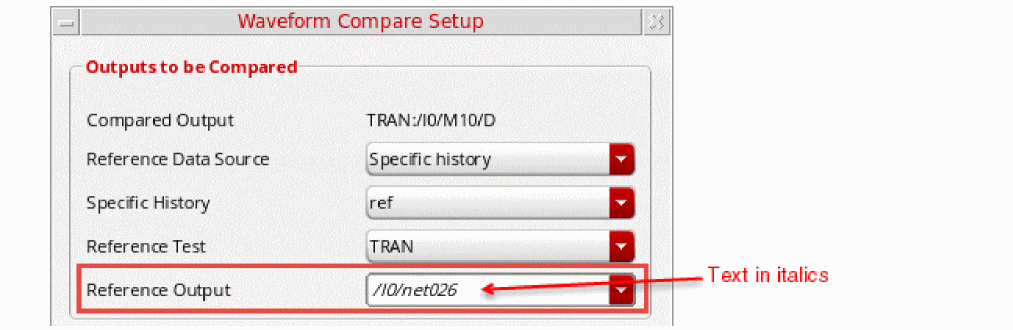 Waveform Compare Setup
Outputs to be Compared
Compared Output TRAN:/I0/M10/D
Reference Data Source Specific history
Specific History ref
Reference Test TRAN
Reference Output /I0/net026
Text in italics